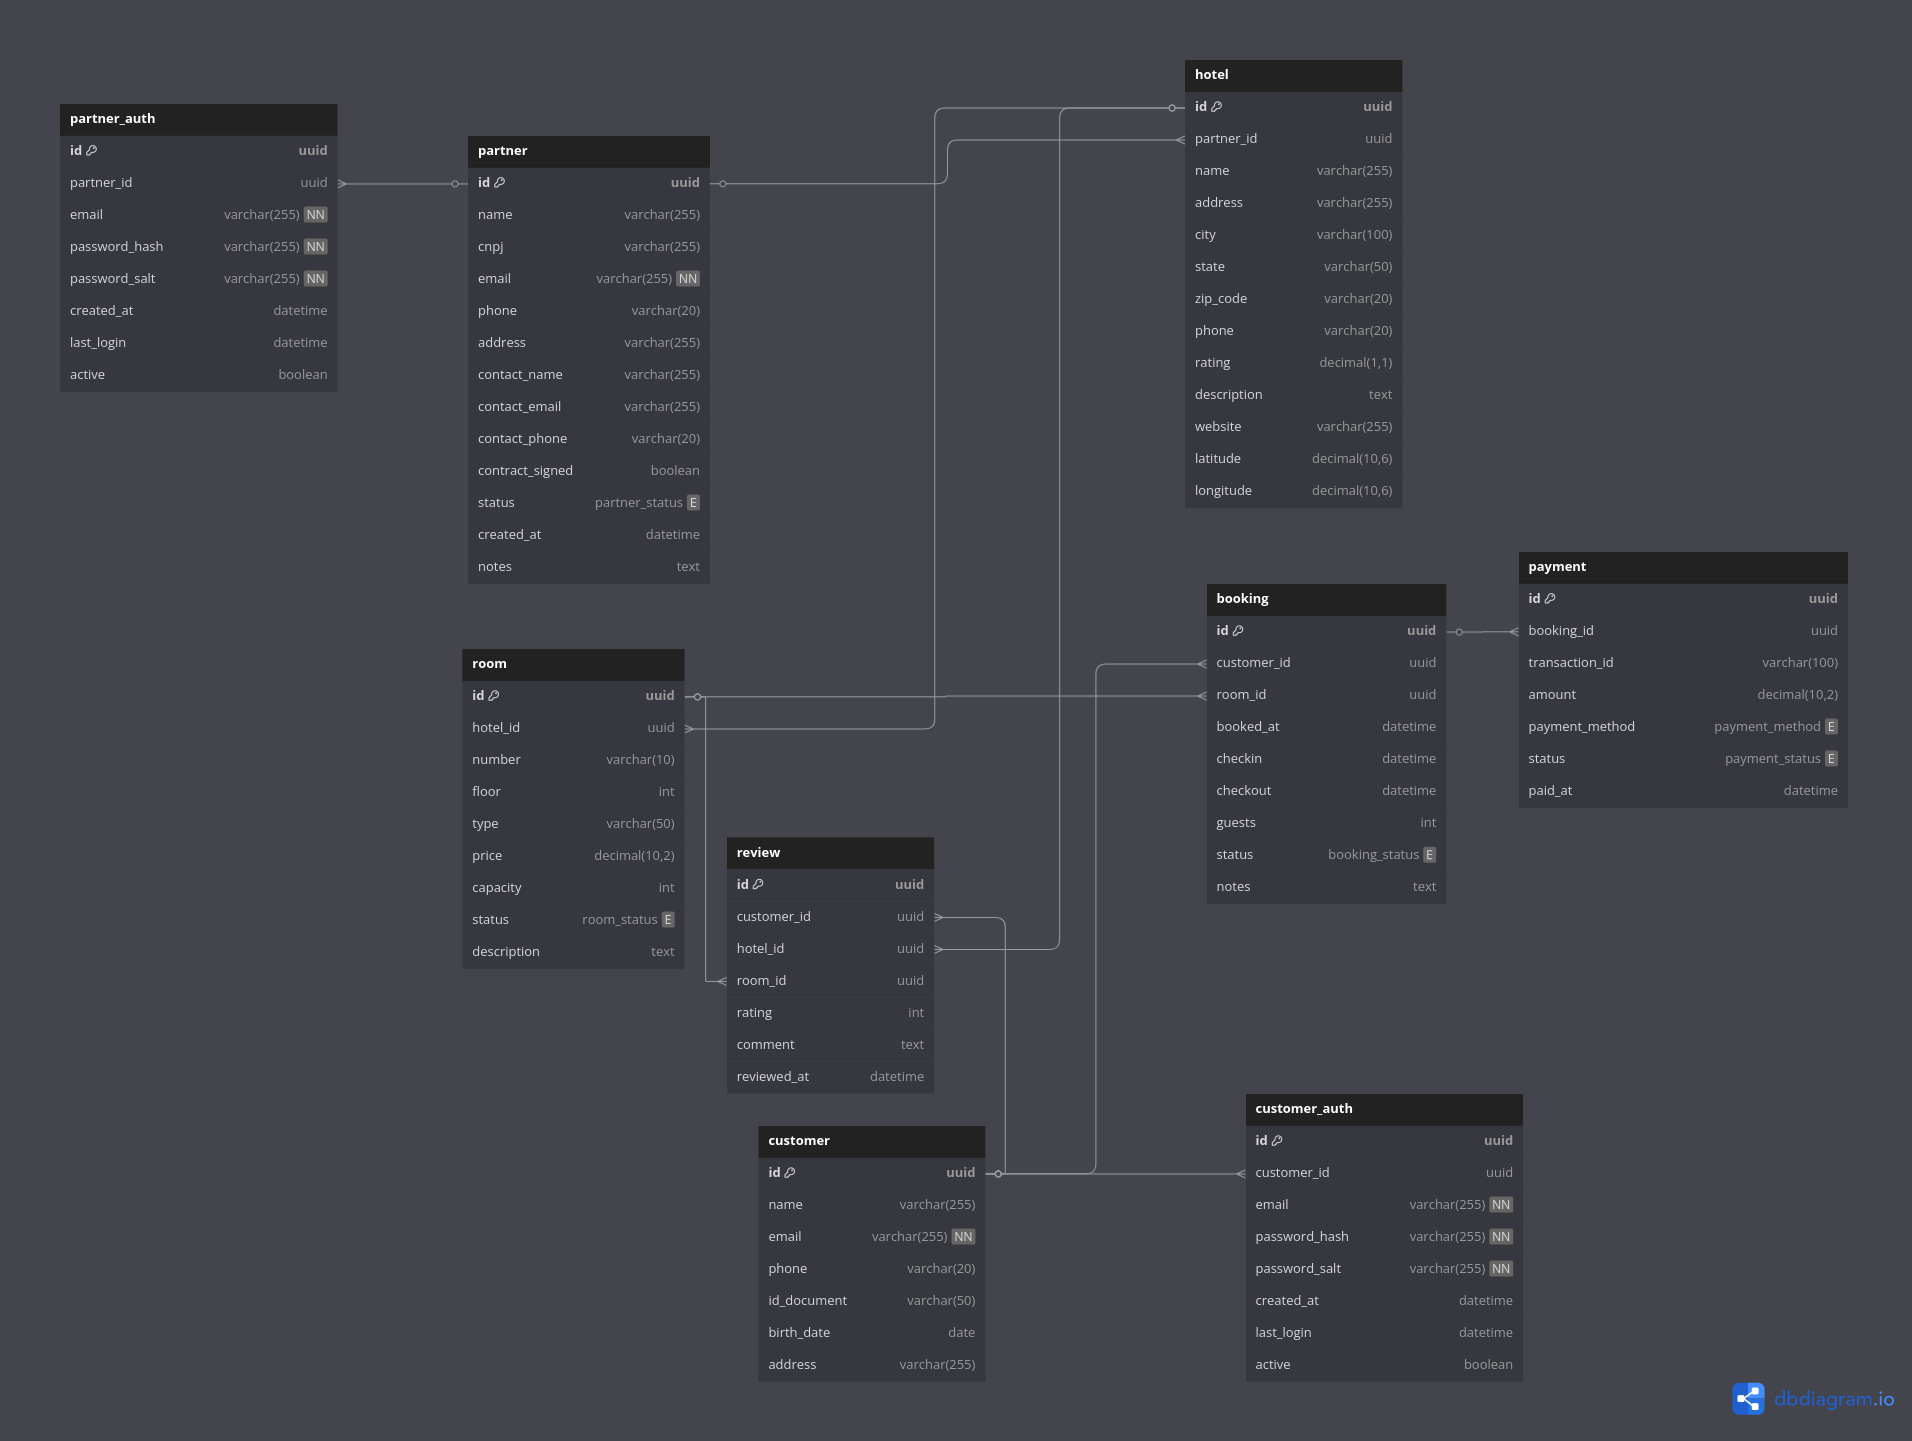 partner_auth
id uuid
partner_id uuid
email varchar(255) NN
password_hash varchar(255) NN
password_salt varchar(255) NN
created_at datetime
last_login datetime
active boolean
partner
id uuid
name varchar(255)
cnpj varchar(255)
email varchar(255) NN
phone varchar(20)
address varchar(255)
contact_name varchar(255)
contact_email varchar(255)
contact_phone varchar(20)
contract_signed boolean
status partner_status E
created_at datetime
notes text
hotel
id uuid
partner_id uuid
name varchar(255)
address varchar(255)
city varchar(100)
state varchar(50)
zip_code varchar(20)
phone varchar(20)
rating decimal(1,1)
description text
website varchar(255)
latitude decimal(10,6)
longitude decimal(10,6)
room
id uuid
hotel_id uuid
number varchar(10)
floor int
type varchar(50)
price decimal(10,2)
capacity int
status room_status E
description text
booking
id uuid
customer_id uuid
room_id uuid
booked_at datetime
checkin datetime
checkout datetime
guests int
status booking_status E
notes text
payment
id uuid
booking_id uuid
transaction_id varchar(100)
amount decimal(10,2)
payment_method payment_method E
status payment_status E
paid_at datetime
review
id uuid
customer_id uuid
hotel_id uuid
room_id uuid
rating int
comment text
reviewed_at datetime
customer
id uuid
name varchar(255)
email varchar(255) NN
phone varchar(20)
id_document varchar(50)
birth_date date
address varchar(255)
customer_auth
id uuid
customer_id uuid
email varchar(255) NN
password_hash varchar(255) NN
password_salt varchar(255) NN
created_at datetime
last_login datetime
active boolean
dbdiagram.io